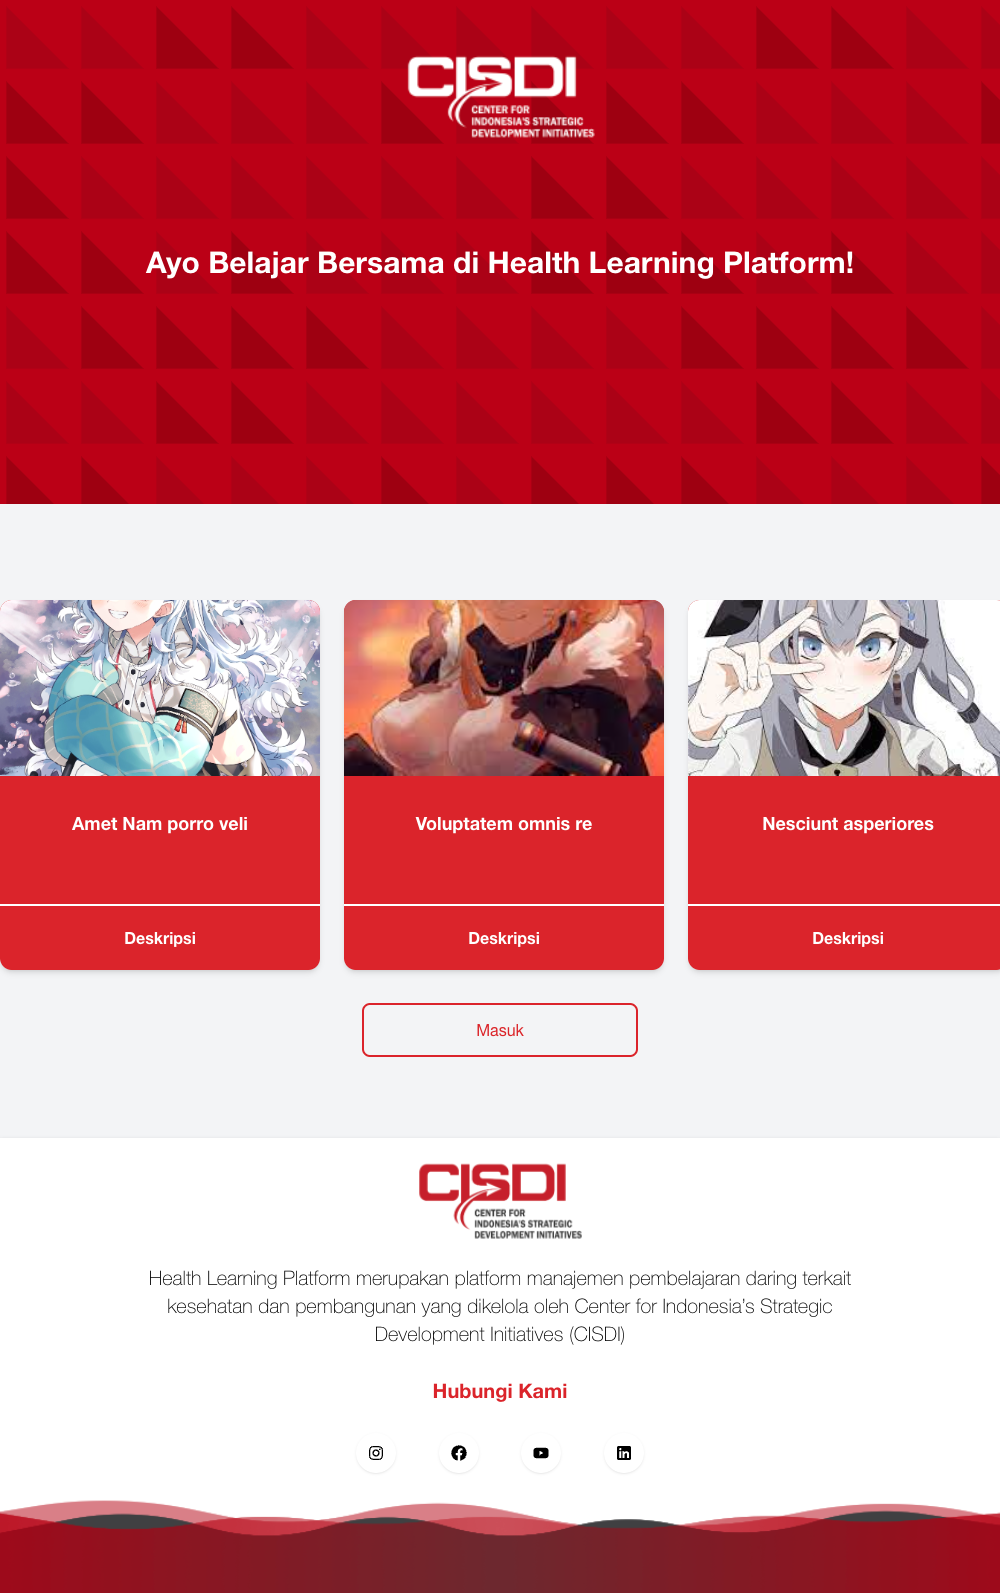 CISDI
CENTER FOR
INDONESIA'S STRATEGIC
DEVELOPMENT INITIATIVES
Ayo Belajar Bersama di Health Learning Platform!
Amet Nam porro veli
Deskripsi
Voluptatem omnis re
Deskripsi
Nesciunt asperiores
Deskripsi
Masuk
CISDI
CENTER FOR
INDONESIA'S STRATEGIC
DEVELOPMENT INITIATIVES
Health Learning Platform merupakan platform manajemen pembelajaran daring terkait
kesehatan dan pembangunan yang dikelola oleh Center for Indonesia's Strategic
Development Initiatives (CISDI)
Hubungi Kami